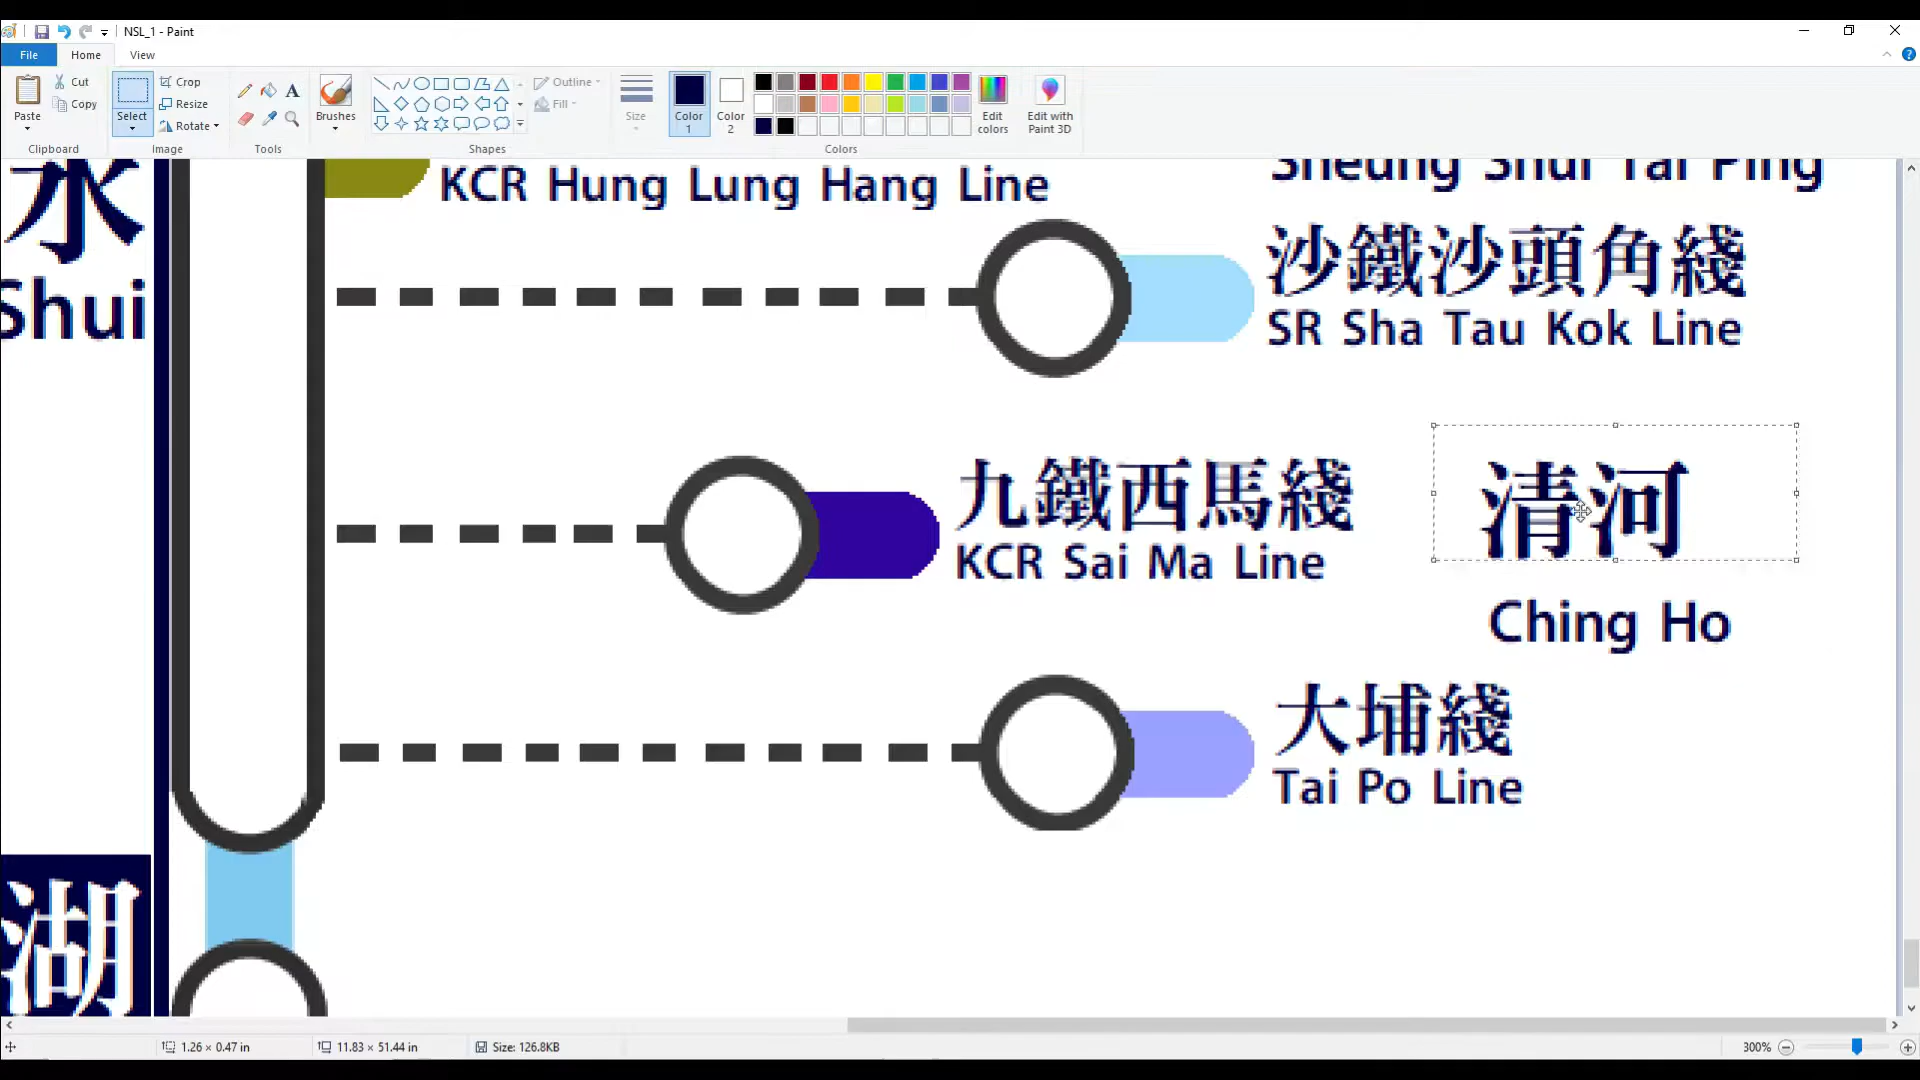 NSL_1 - Paint
File
Home
View
Paste
Cut
Copy
Clipboard
Select
Crop
Resize
Rotate
Image
Tools
Brushes
Shapes
Outline
Fill
Size
Color 1
Color 2
Colors
Edit colors
Edit with Paint 3D
水
Shui
KCR Hung Lung Hang Line
Sheung Shui Tai Ping
沙鐵沙頭角綫
SR Sha Tau Kok Line
九鐵西馬綫
KCR Sai Ma Line
清河
Ching Ho
大埔綫
Tai Po Line
湖
1.26 × 0.47 in
11.83 × 51.44 in
Size: 126.8KB
300%